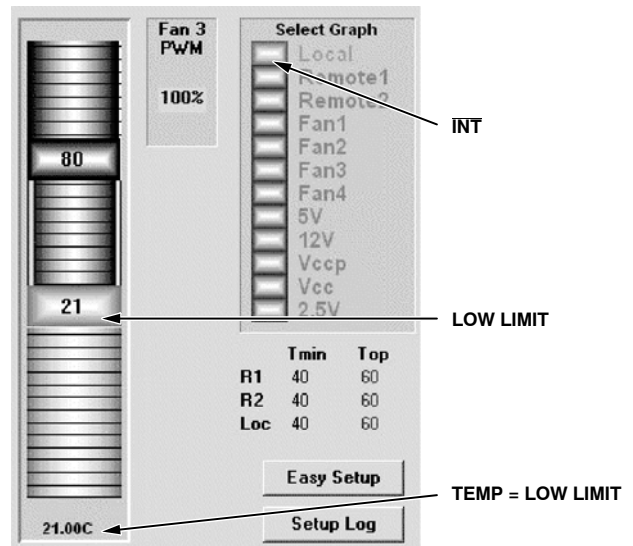 Fan 3
PWM
100%
80
21
21.00C
Select Graph
Local
Remote1
Remote2
Fan1
Fan2
Fan3
Fan4
5V
12V
Vccp
Vcc
2.5V
Tmin Top
R1 40 60
R2 40 60
Loc 40 60
Easy Setup
Setup Log
INT
LOW LIMIT
TEMP = LOW LIMIT